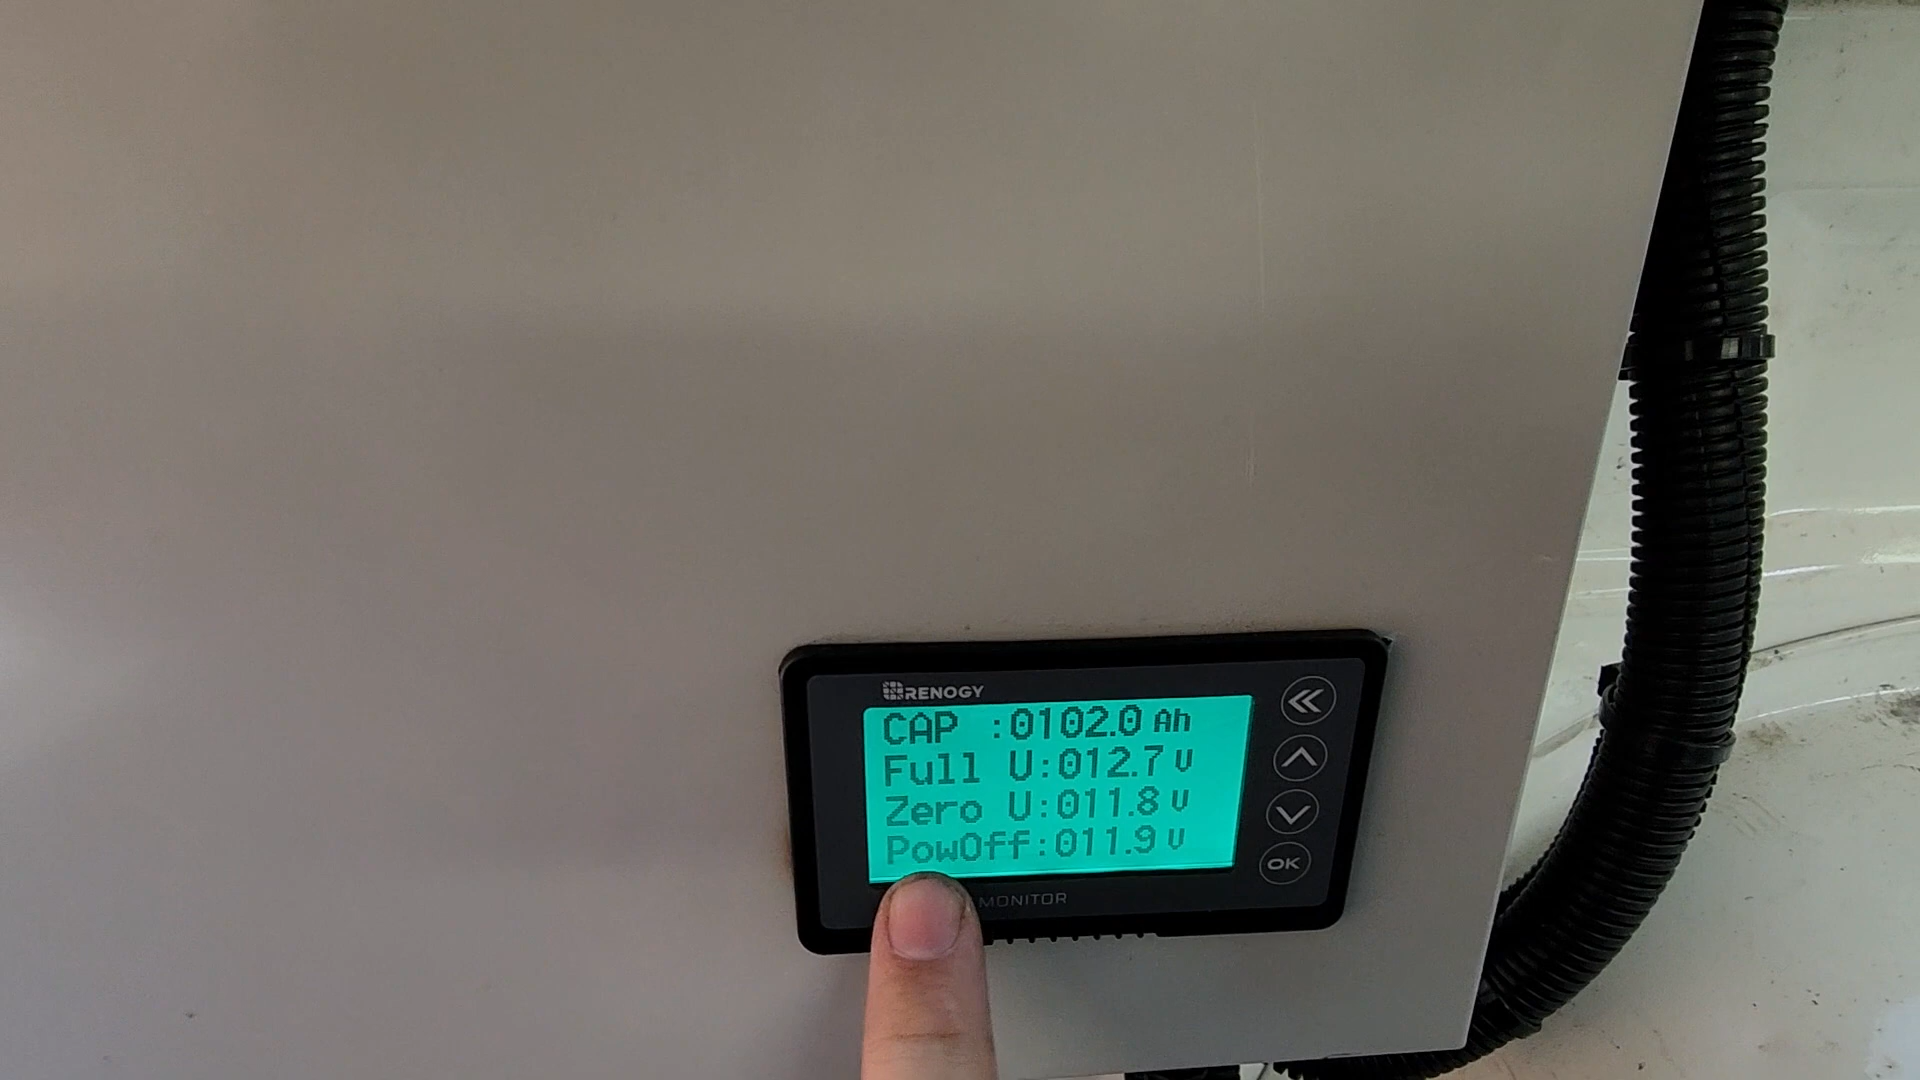 RENOGY
CAP :0102.0 Ah
Full U:012.7 V
Zero U:011.8 V
PowOff:011.9 V
MONITOR
OK